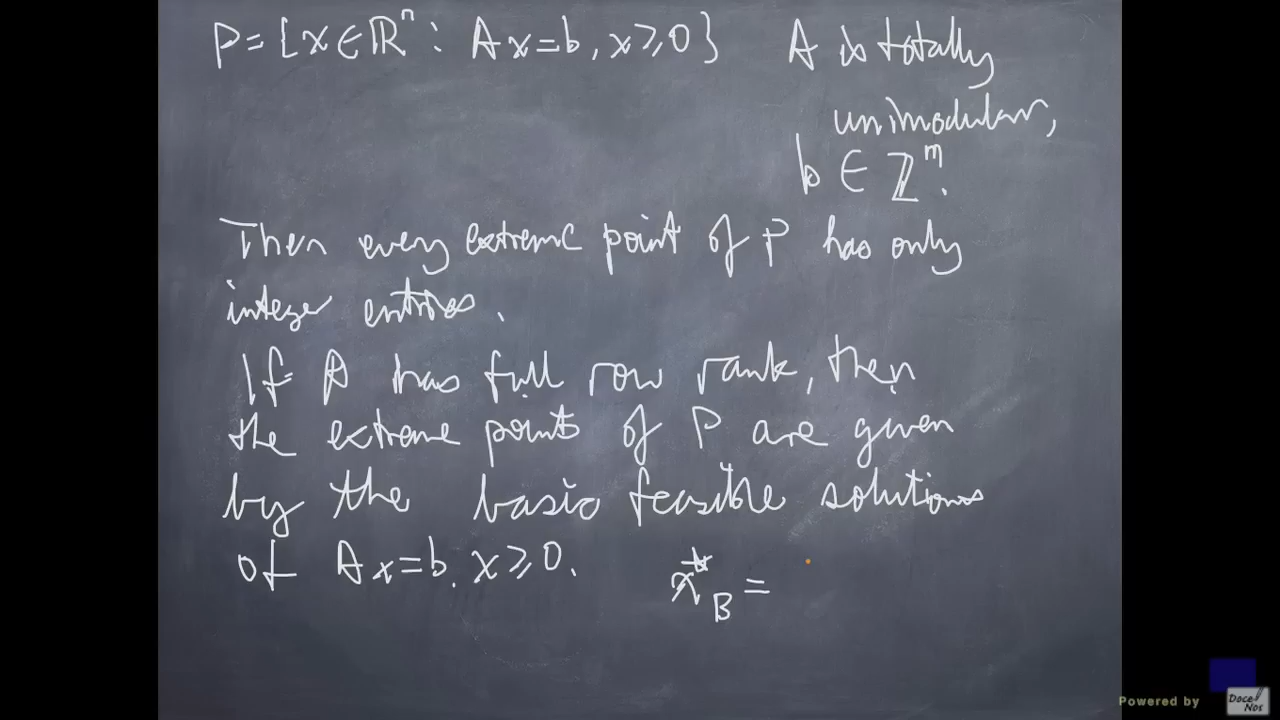 P = {x ∈ ℝⁿ : Ax = b, x ≥ 0} A is totally
unimodular,
b ∈ ℤᵐ.
Then every extreme point of P has only
integer entries.
If A has full row rank, then
the extreme points of P are given
by the basic feasible solutions
of Ax = b, x ≥ 0. x*_B =
Powered by
Doce Nos